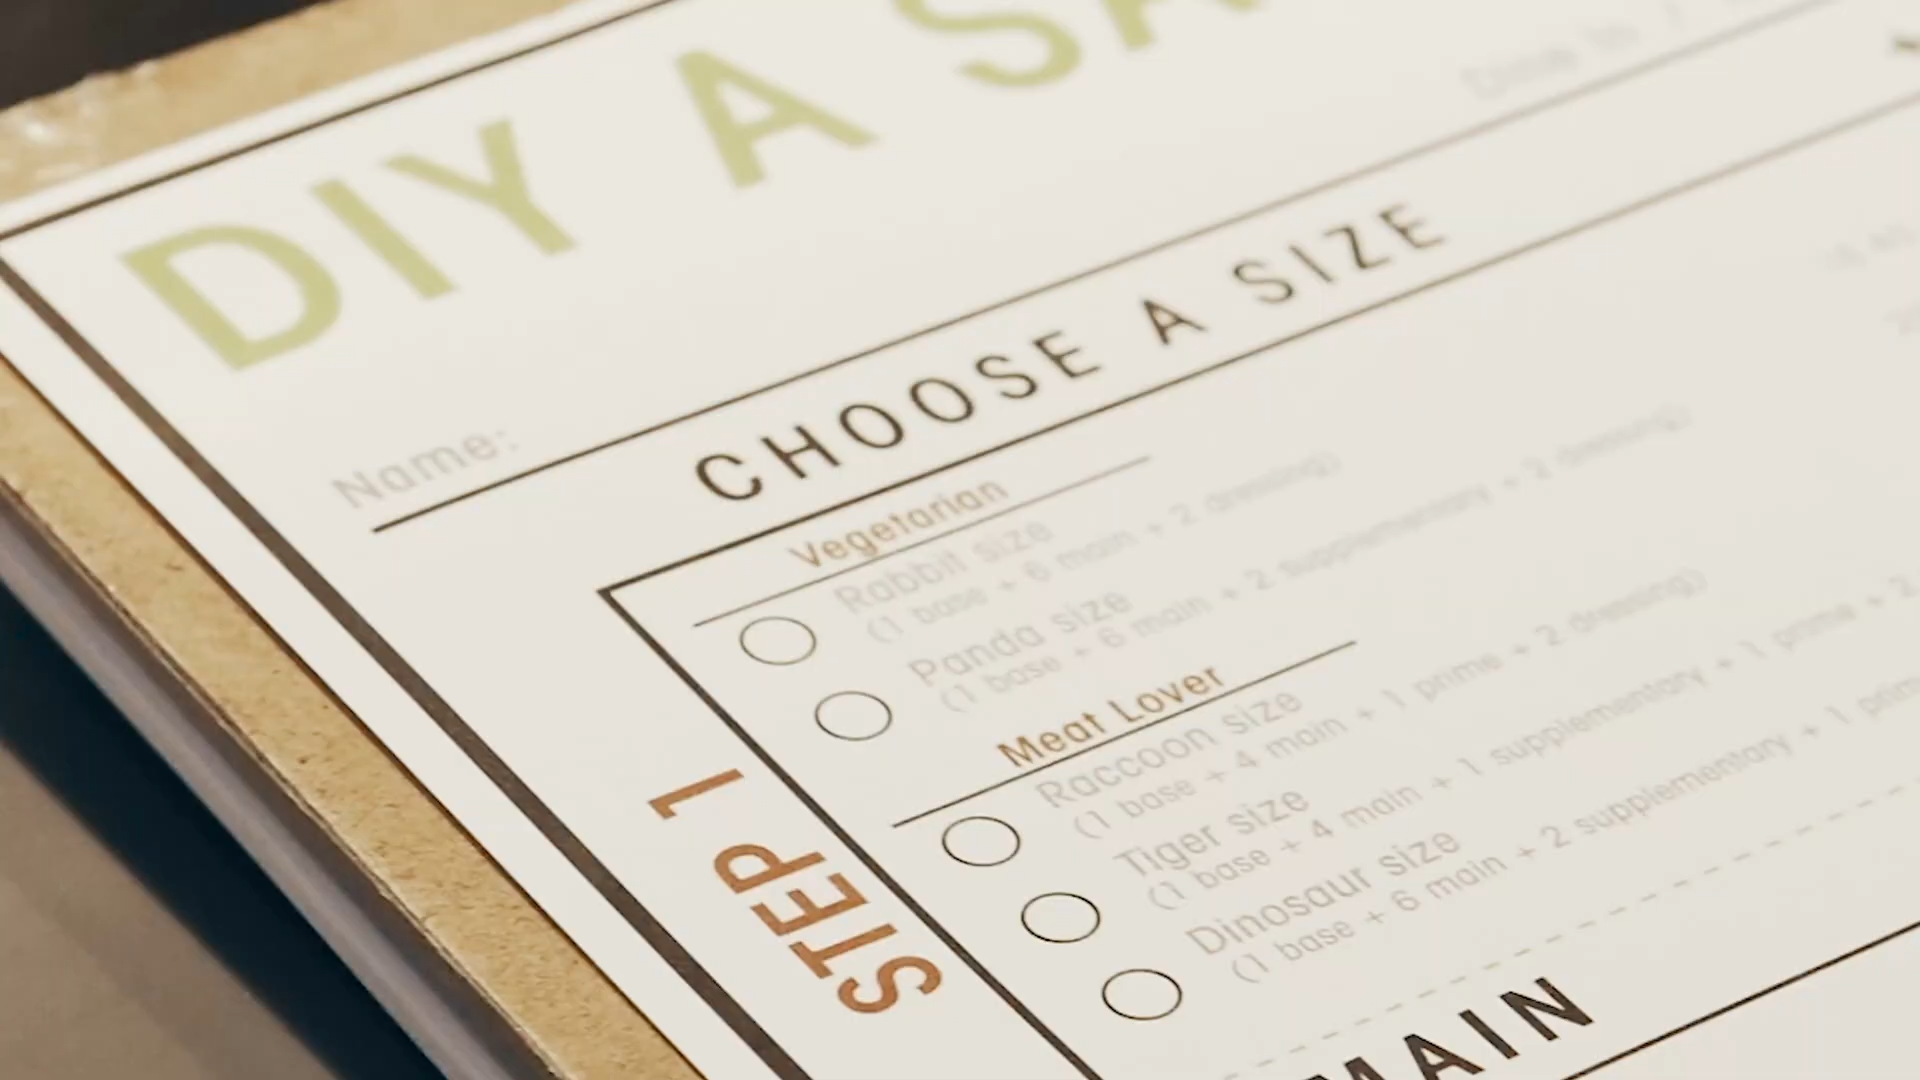 DIY A SA
Name:
Dine In /
CHOOSE A SIZE
Vegetarian
Rabbit size
(1 base + 6 main + 2 dressing)
Panda size
(1 base + 6 main + 2 supplementary + 2 dressing)
Meat Lover
Raccoon size
(1 base + 4 main + 1 prime + 2 dressing)
Tiger size
(1 base + 4 main + 1 supplementary + 1 prime + 2
Dinosaur size
(1 base + 6 main + 2 supplementary + 1 prim
STEP 1
MAIN